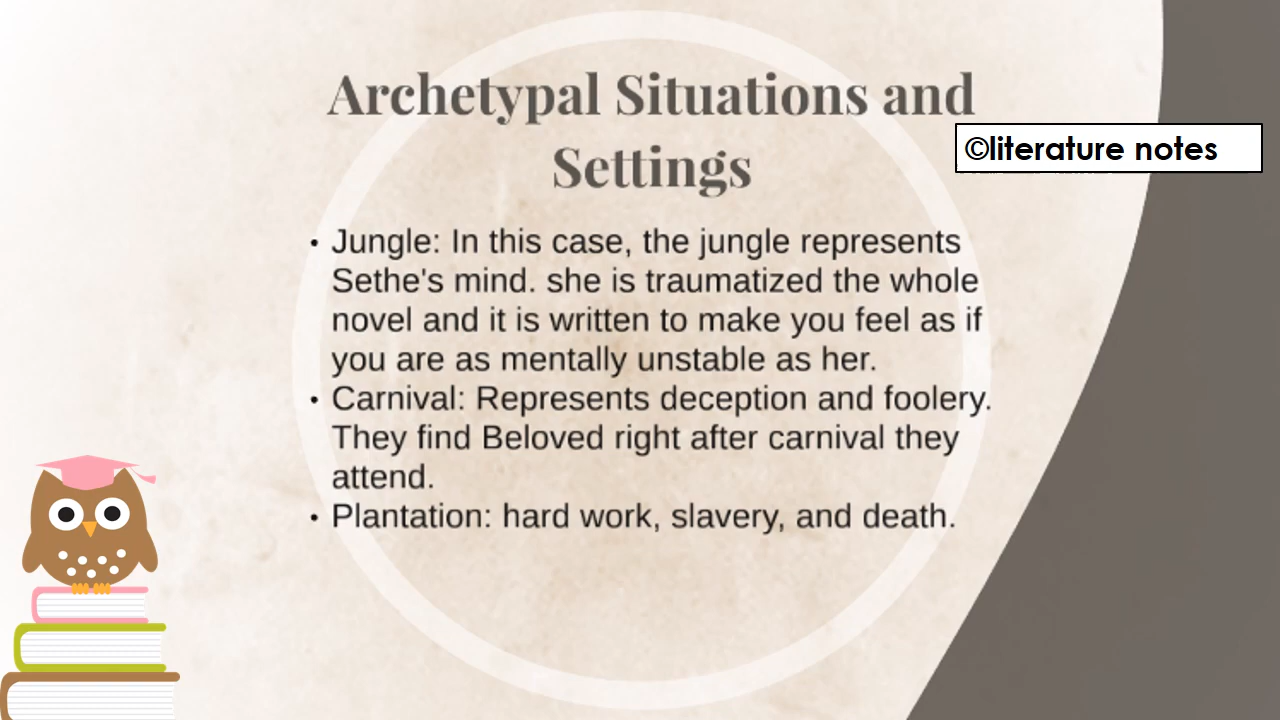 Archetypal Situations and
Settings
©literature notes
• Jungle: In this case, the jungle represents
Sethe's mind. she is traumatized the whole
novel and it is written to make you feel as if
you are as mentally unstable as her.
• Carnival: Represents deception and foolery.
They find Beloved right after carnival they
attend.
• Plantation: hard work, slavery, and death.